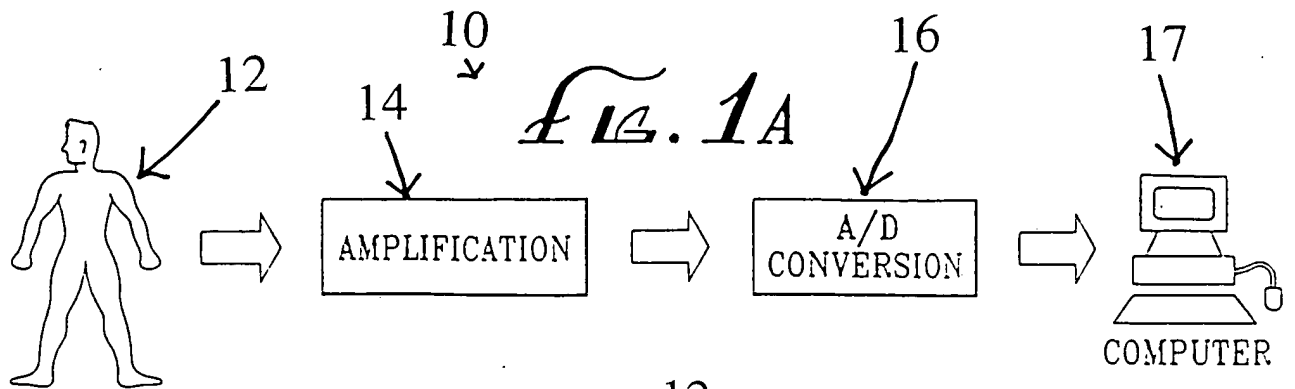 10
12
14
16
17
FIG. 1A
AMPLIFICATION
A/D
CONVERSION
COMPUTER